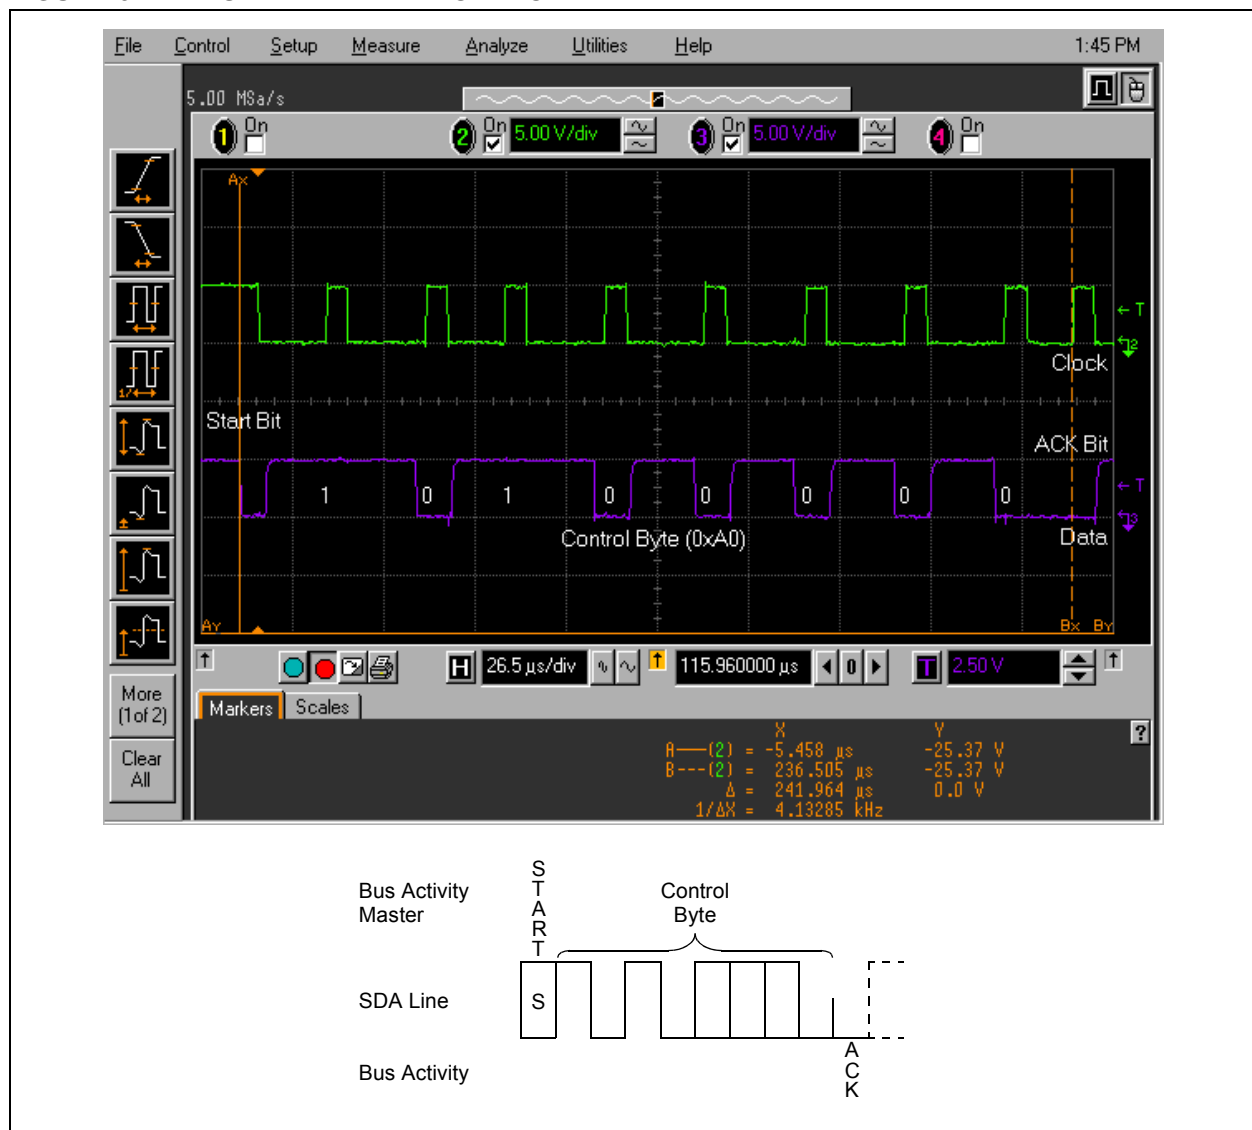 File Control Setup Measure Analyze Utilities Help 1:45 PM
5.00 MSa/s
1 On 2 On 5.00 V/div 3 On 5.00 V/div 4 On
Ax
T
2
Clock
Start Bit
ACK Bit
1 0 1 0 0 0 0 0
T
3
Control Byte (0xA0)
Data
Ay Bx By
1/
H 26.5 µs/div 115.960000 µs 0 T 2.50 V
More
(1 of 2)
Clear
All
Markers Scales
?
X Y
A——(2) = -5.458 µs -25.37 V
B---(2) = 236.505 µs -25.37 V
Δ = 241.964 µs 0.0 V
1/ΔX = 4.13285 kHz
Bus Activity
Master
START
Control
Byte
SDA Line
S
Bus Activity
ACK